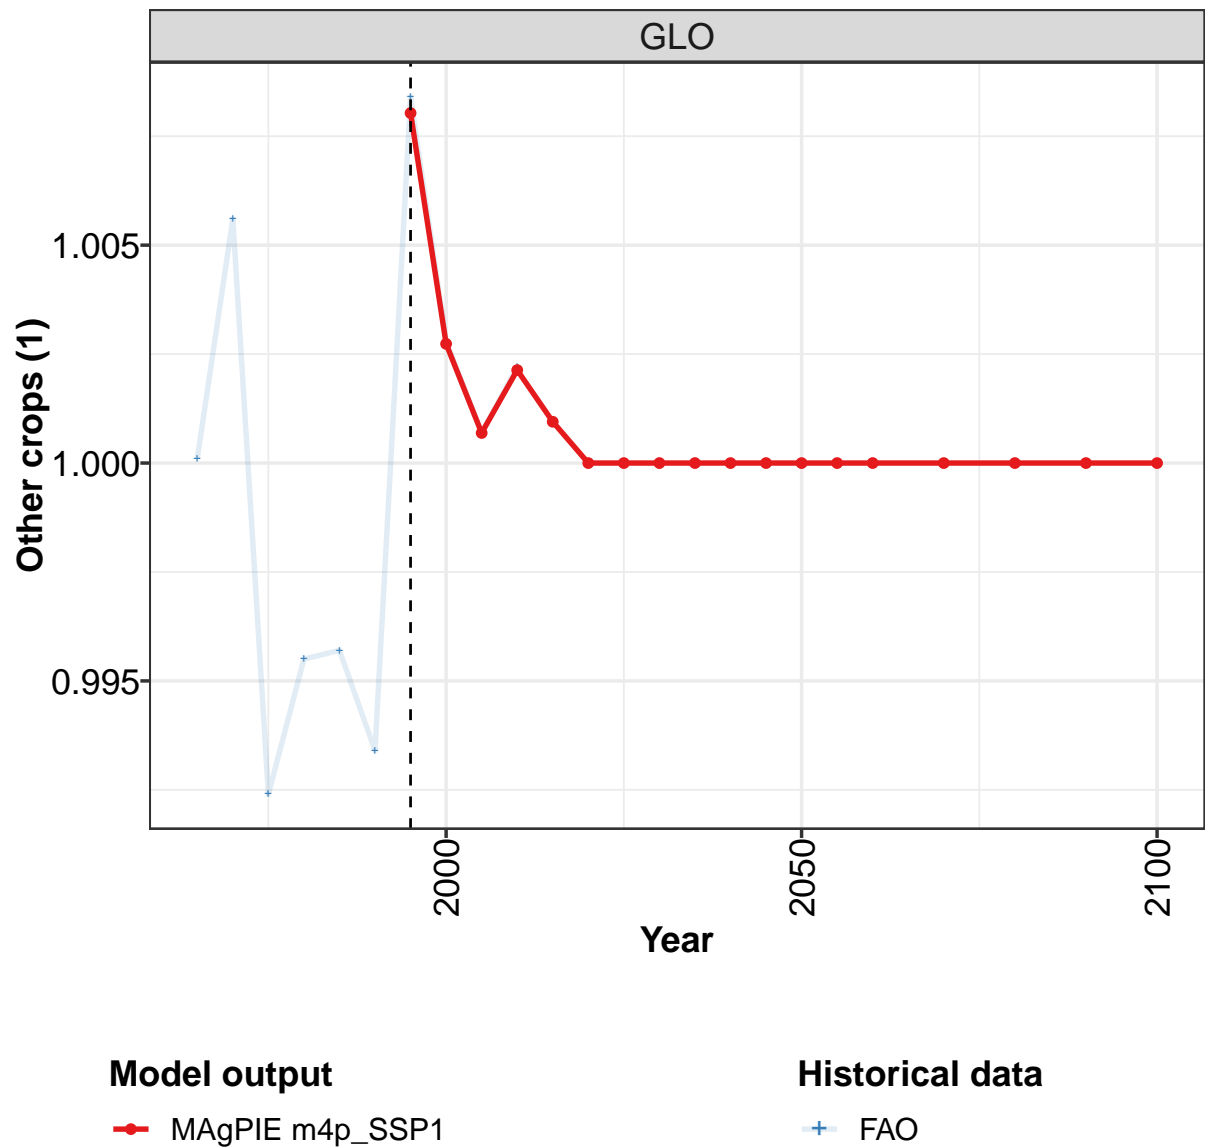 GLO
1.005
1.000
0.995
Other crops (1)
2000
2050
2100
Year
Model output
MAgPIE m4p_SSP1
Historical data
FAO